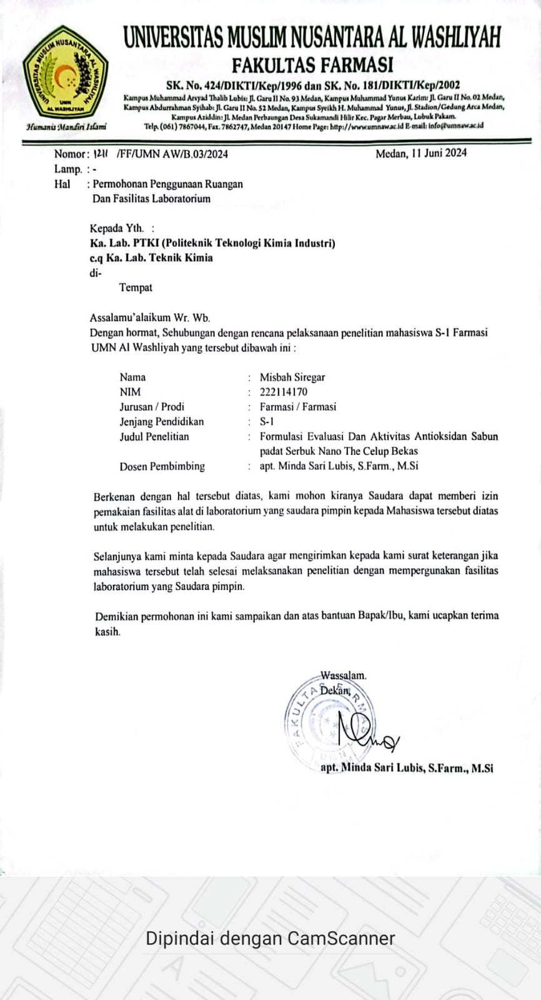 UNIVERSITAS MUSLIM NUSANTARA AL WASHLIYAH
UMN
AL WASHLIYAH
Humanis Mandiri Islami
UNIVERSITAS MUSLIM NUSANTARA AL WASHLIYAH
FAKULTAS FARMASI
SK. No. 424/DIKTI/Kep/1996 dan SK. No. 181/DIKTI/Kep/2002
Kampus Muhammad Arsyad Thalib Lubis: Jl. Garu II No. 93 Medan, Kampus Muhammad Yunus Karim: Jl. Garu II No. 02 Medan,
Kampus Abdurrahman Syihab: Jl. Garu II No. 52 Medan, Kampus Syeikh H. Muhammad Yunus, Jl. Stadion/Gedung Arca Medan,
Kampus Aziddin: Jl. Medan Perbaungan Desa Sukamandi Hilir Kec. Pagar Merbau, Lubuk Pakam.
Telp. (061) 7867044, Fax. 7862747, Medan 20147 Home Page: http://www.umnaw.ac.id E-mail: info@umnaw.ac.id
Nomor : 1211 /FF/UMN AW/B.03/2024 Medan, 11 Juni 2024
Lamp. : -
Hal : Permohonan Penggunaan Ruangan
Dan Fasilitas Laboratorium
Kepada Yth. :
Ka. Lab. PTKI (Politeknik Teknologi Kimia Industri)
c.q Ka. Lab. Teknik Kimia
di-
Tempat
Assalamu'alaikum Wr. Wb.
Dengan hormat, Sehubungan dengan rencana pelaksanaan penelitian mahasiswa S-1 Farmasi
UMN Al Washliyah yang tersebut dibawah ini :
Nama : Misbah Siregar
NIM : 222114170
Jurusan / Prodi : Farmasi / Farmasi
Jenjang Pendidikan : S-1
Judul Penelitian : Formulasi Evaluasi Dan Aktivitas Antioksidan Sabun
padat Serbuk Nano The Celup Bekas
Dosen Pembimbing : apt. Minda Sari Lubis, S.Farm., M.Si
Berkenan dengan hal tersebut diatas, kami mohon kiranya Saudara dapat memberi izin
pemakaian fasilitas alat di laboratorium yang saudara pimpin kepada Mahasiswa tersebut diatas
untuk melakukan penelitian.
Selanjunya kami minta kepada Saudara agar mengirimkan kepada kami surat keterangan jika
mahasiswa tersebut telah selesai melaksanakan penelitian dengan mempergunakan fasilitas
laboratorium yang Saudara pimpin.
Demikian permohonan ini kami sampaikan dan atas bantuan Bapak/Ibu, kami ucapkan terima
kasih.
Wassalam.
Dekan,
FAKULTAS FARMASI
UMN
apt. Minda Sari Lubis, S.Farm., M.Si
Dipindai dengan CamScanner